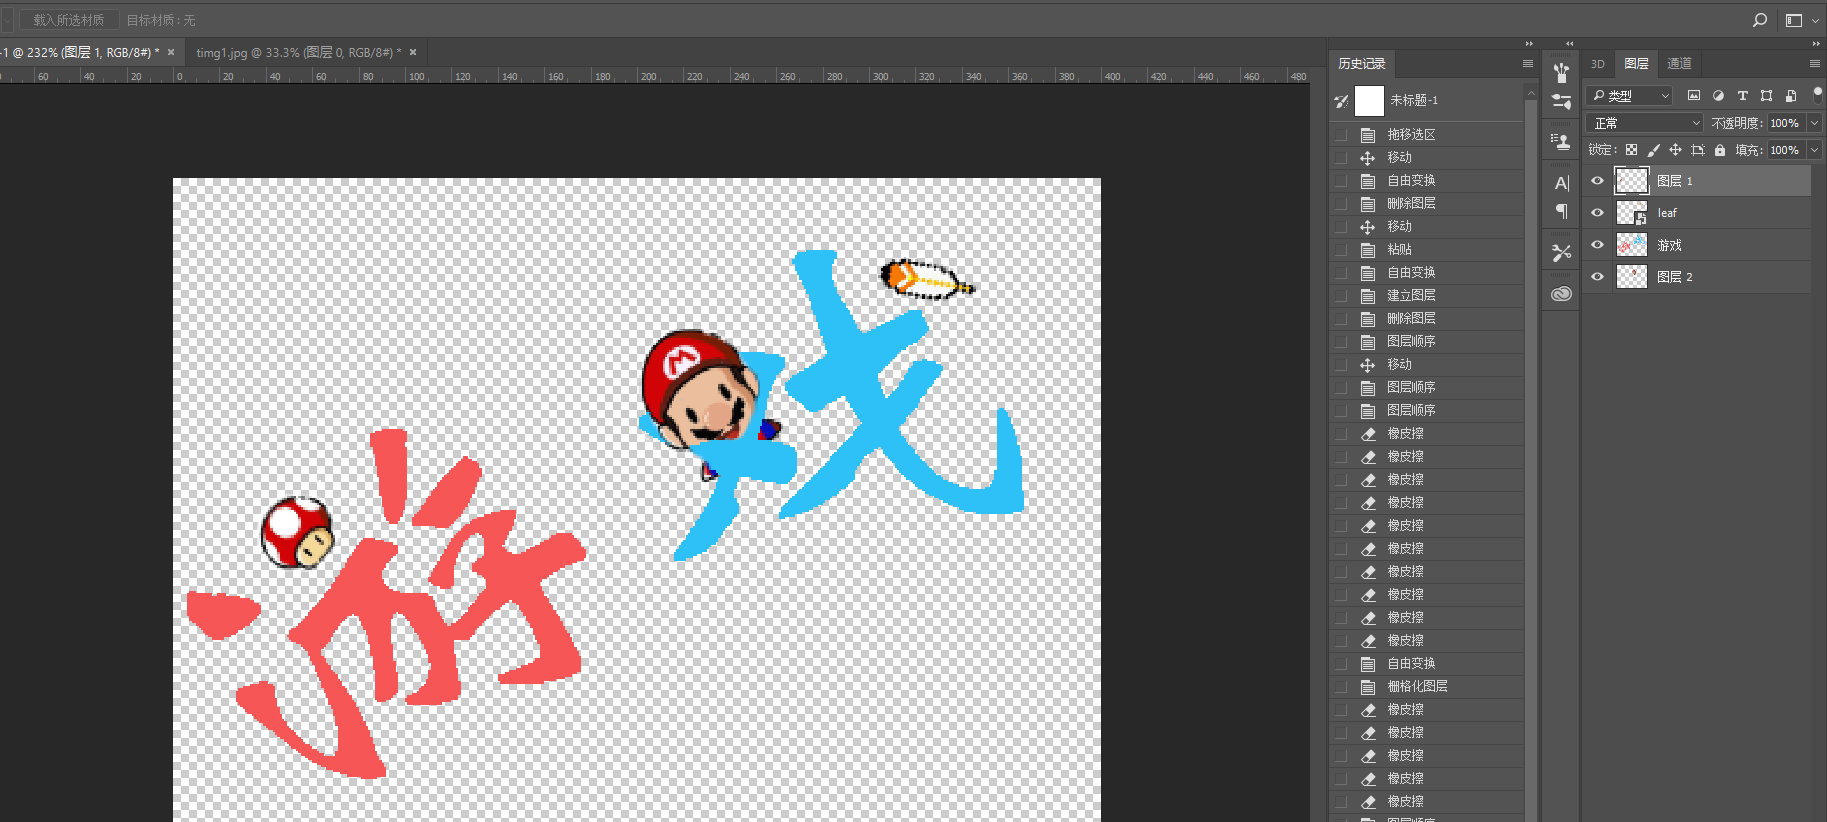 载入所选材质 目标材质: 无
-1 @ 232% (图层 1, RGB/8#) * × timg1.jpg @ 33.3% (图层 0, RGB/8#) * ×
60 40 20 0 20 40 60 80 100 120 140 160 180 200 220 240 260 280 300 320 340 360 380 400 420 440 460 480
游戏
M
历史记录
未标题-1
拖移选区
移动
自由变换
删除图层
移动
粘贴
自由变换
建立图层
删除图层
图层顺序
移动
图层顺序
图层顺序
橡皮擦
橡皮擦
橡皮擦
橡皮擦
橡皮擦
橡皮擦
橡皮擦
橡皮擦
橡皮擦
橡皮擦
自由变换
栅格化图层
橡皮擦
橡皮擦
橡皮擦
橡皮擦
橡皮擦
图层顺序
3D 图层 通道
类型
正常 不透明度: 100%
锁定: 填充: 100%
图层 1
leaf
游戏
图层 2